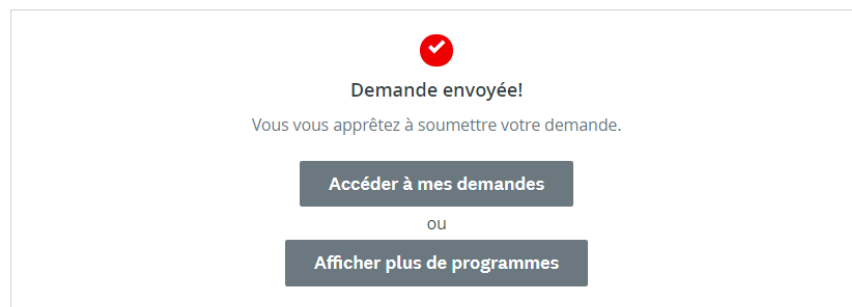 Demande envoyée!
Vous vous apprêtez à soumettre votre demande.
Accéder à mes demandes
ou
Afficher plus de programmes